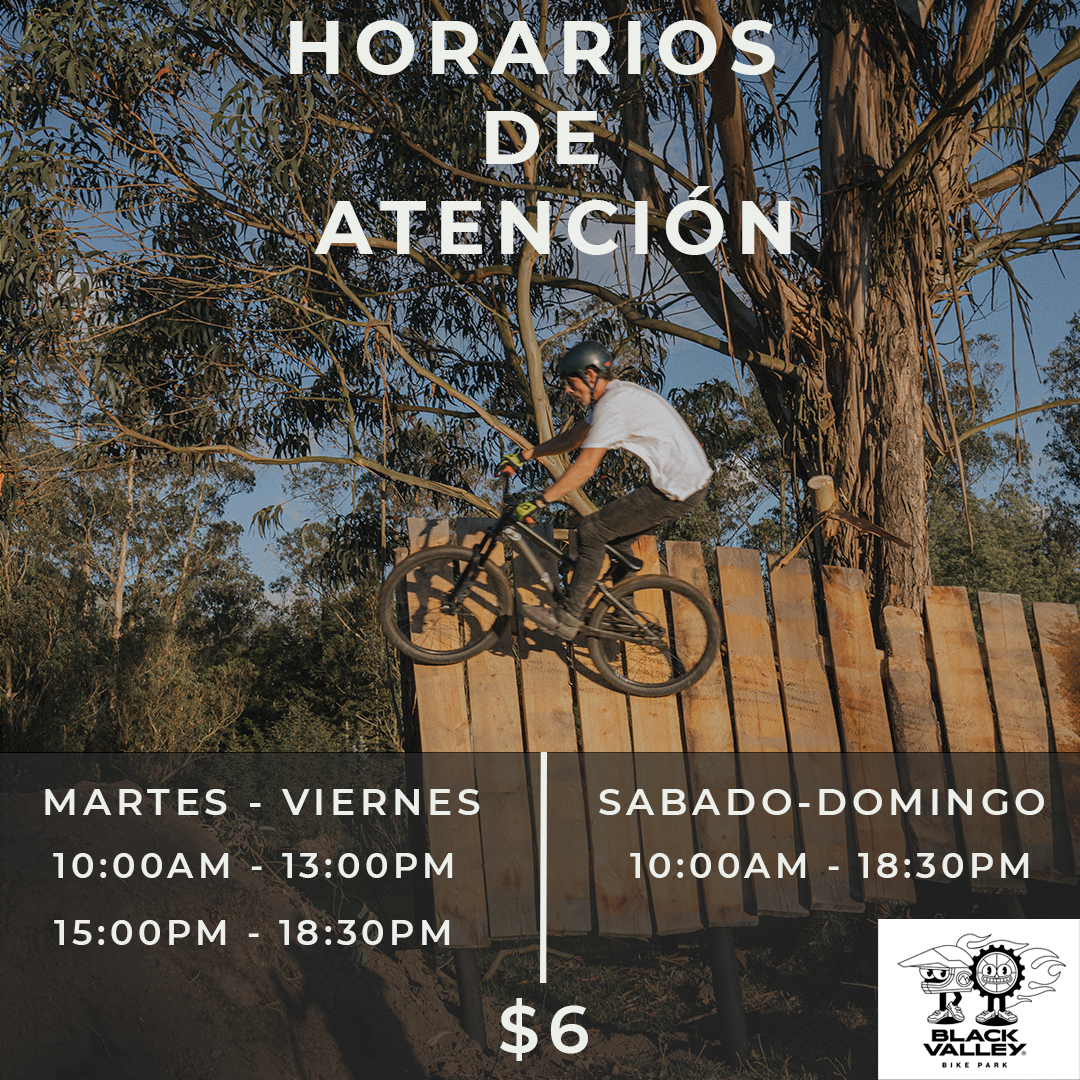 HORARIOS
DE
ATENCIÓN
MARTES - VIERNES
10:00AM - 13:00PM
15:00PM - 18:30PM
SABADO-DOMINGO
10:00AM - 18:30PM
$6
BLACK
VALLEY®
BIKE PARK